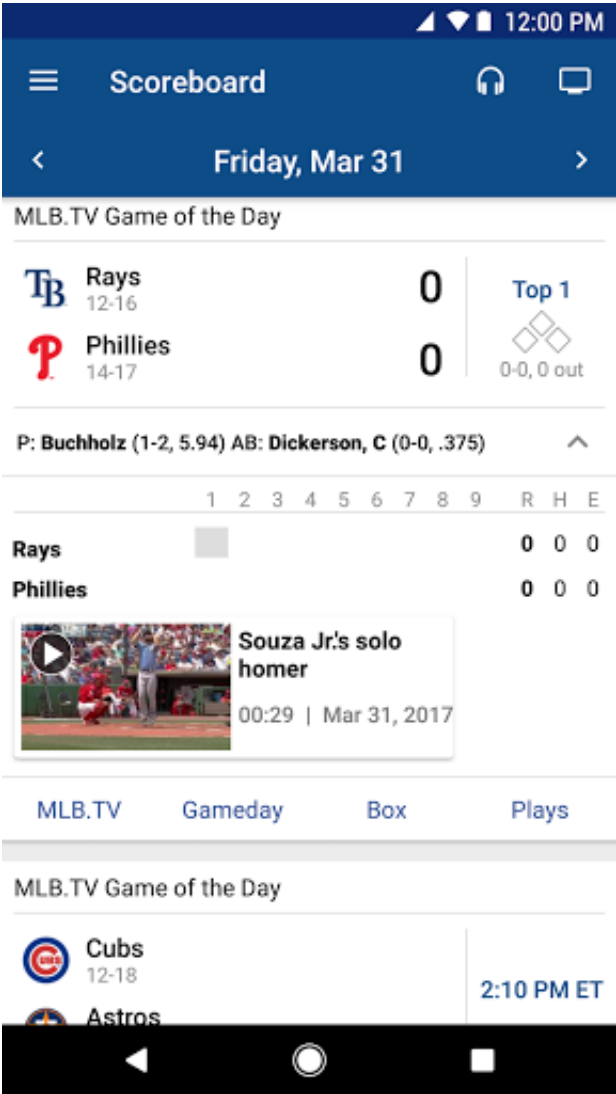 12:00 PM
Scoreboard
Friday, Mar 31
MLB.TV Game of the Day
TB Rays 0 Top 1
12-16
P Phillies 0 0-0, 0 out
14-17
P: Buchholz (1-2, 5.94) AB: Dickerson, C (0-0, .375)
1 2 3 4 5 6 7 8 9 R H E
Rays 0 0 0
Phillies 0 0 0
Souza Jr.'s solo
homer
00:29 | Mar 31, 2017
MLB.TV Gameday Box Plays
MLB.TV Game of the Day
CUBS Cubs
12-18
2:10 PM ET
Astros